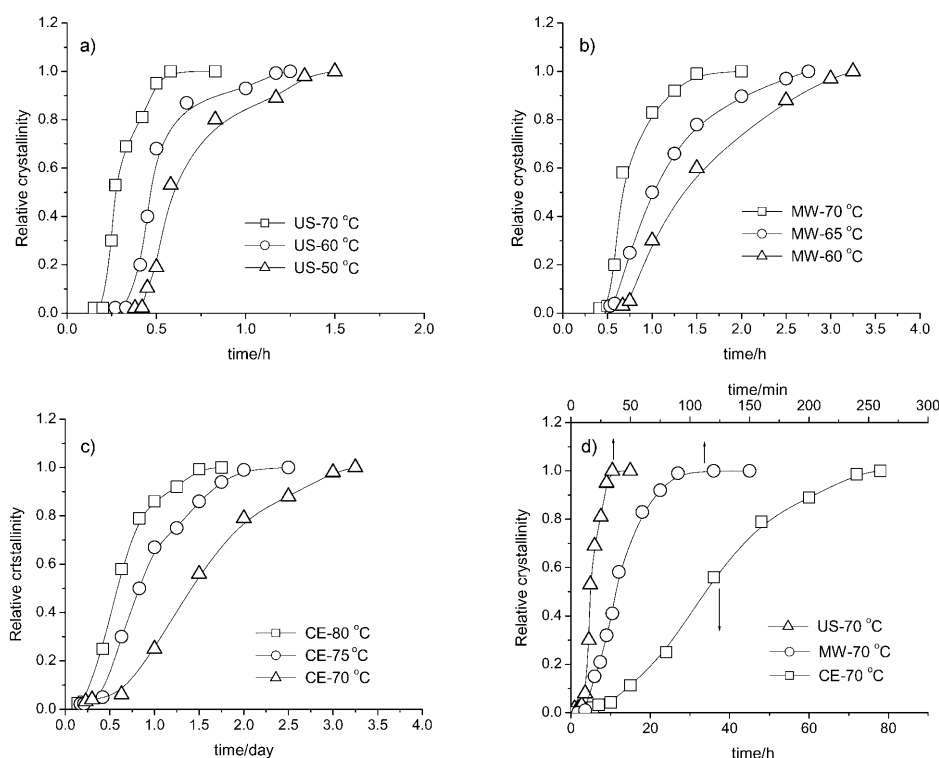 a)
Relative crystallinity
1.2
1.0
0.8
0.6
0.4
0.2
0.0
0.0 0.5 1.0 1.5 2.0
time/h
US-70 °C
US-60 °C
US-50 °C
b)
Relative crystallinity
1.2
1.0
0.8
0.6
0.4
0.2
0.0
0.0 0.5 1.0 1.5 2.0 2.5 3.0 3.5 4.0
time/h
MW-70 °C
MW-65 °C
MW-60 °C
c)
Relative crtstallinity
1.2
1.0
0.8
0.6
0.4
0.2
0.0
0.0 0.5 1.0 1.5 2.0 2.5 3.0 3.5 4.0
time/day
CE-80 °C
CE-75 °C
CE-70 °C
time/min
0 50 100 150 200 250 300
d)
Relative crystallinity
1.2
1.0
0.8
0.6
0.4
0.2
0.0
0 20 40 60 80
time/h
US-70 °C
MW-70 °C
CE-70 °C